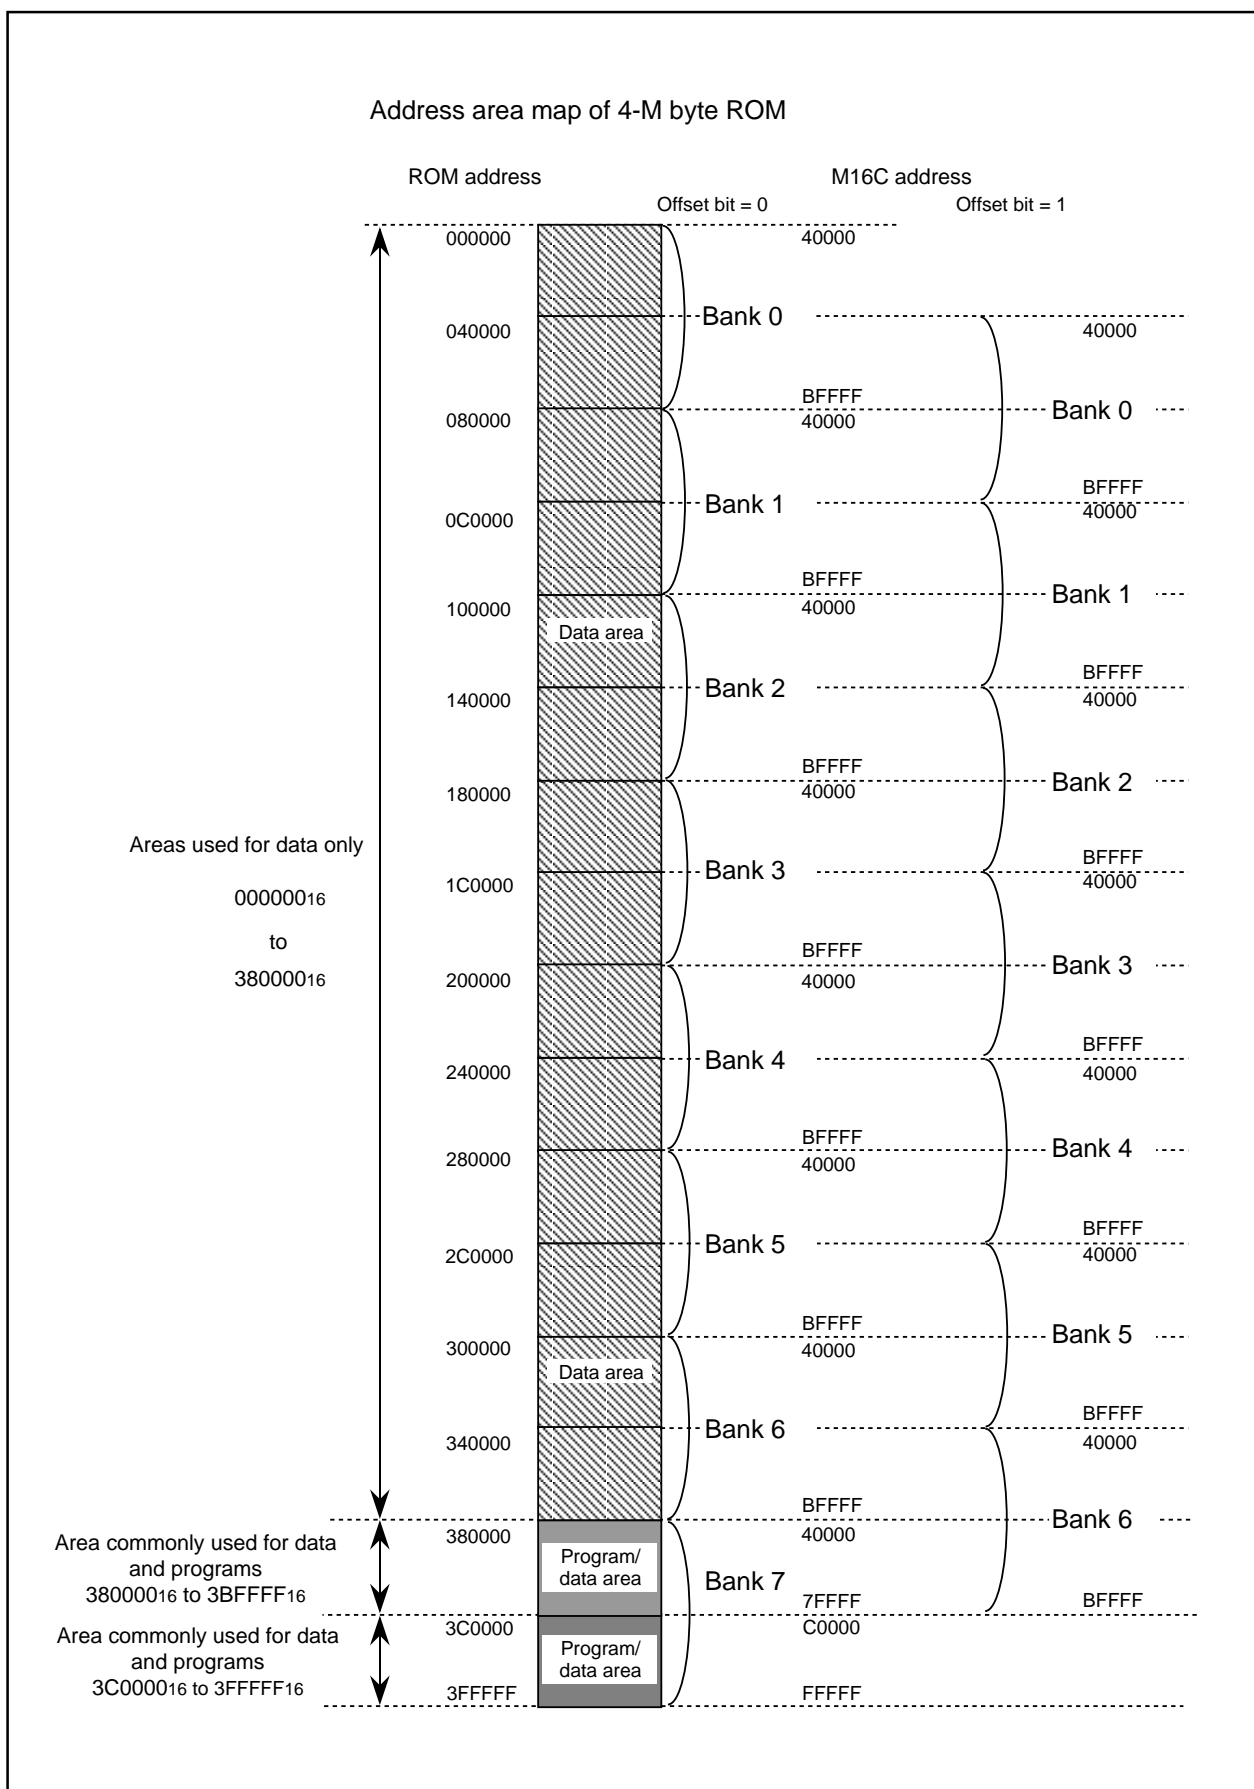 Address area map of 4-M byte ROM
ROM address
M16C address
Offset bit = 0
Offset bit = 1
000000
40000
Bank 0
040000
40000
BFFFF
080000
40000
Bank 0
Bank 1
BFFFF
0C0000
40000
BFFFF
Bank 1
100000
40000
Data area
Bank 2
BFFFF
140000
40000
BFFFF
Bank 2
180000
40000
Areas used for data only
Bank 3
BFFFF
1C0000
40000
00000016
to
38000016
BFFFF
Bank 3
200000
40000
Bank 4
BFFFF
240000
40000
BFFFF
Bank 4
280000
40000
Bank 5
BFFFF
2C0000
40000
BFFFF
Bank 5
300000
40000
Data area
Bank 6
BFFFF
340000
40000
BFFFF
Bank 6
380000
40000
Area commonly used for data
and programs
38000016 to 3BFFFF16
Program/
data area
Bank 7
7FFFF
BFFFF
3C0000
C0000
Area commonly used for data
and programs
3C000016 to 3FFFFF16
Program/
data area
3FFFFF
FFFFF